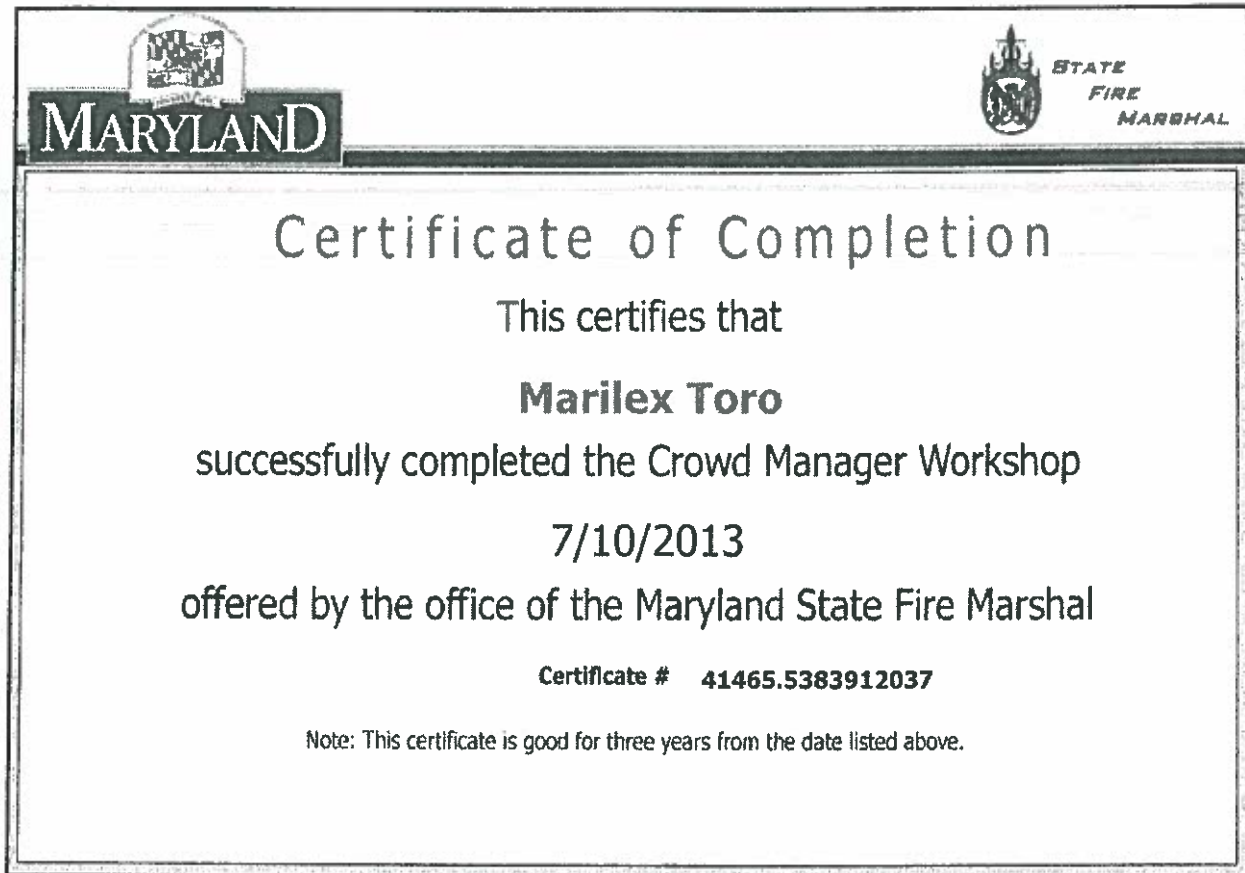 MARYLAND
STATE
FIRE
MARSHAL
Certificate of Completion
This certifies that
Marilex Toro
successfully completed the Crowd Manager Workshop
7/10/2013
offered by the office of the Maryland State Fire Marshal
Certificate # 41465.5383912037
Note: This certificate is good for three years from the date listed above.